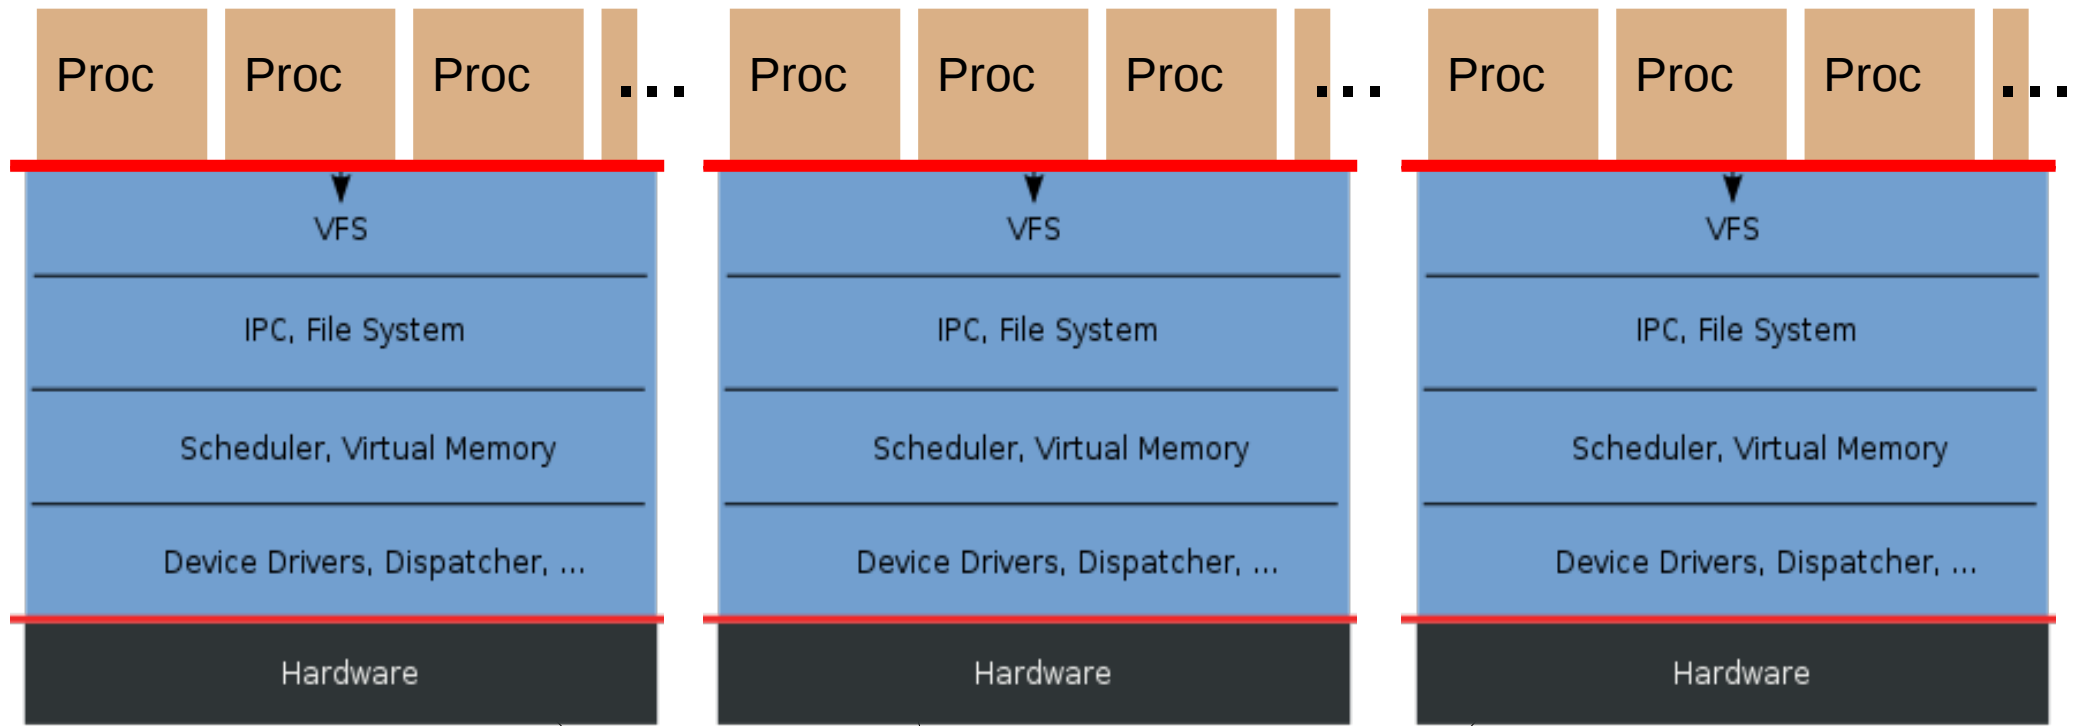 Proc Proc Proc ... Proc Proc Proc ... Proc Proc Proc ...
VFS VFS VFS
IPC, File System IPC, File System IPC, File System
Scheduler, Virtual Memory Scheduler, Virtual Memory Scheduler, Virtual Memory
Device Drivers, Dispatcher, ... Device Drivers, Dispatcher, ... Device Drivers, Dispatcher, ...
Hardware Hardware Hardware